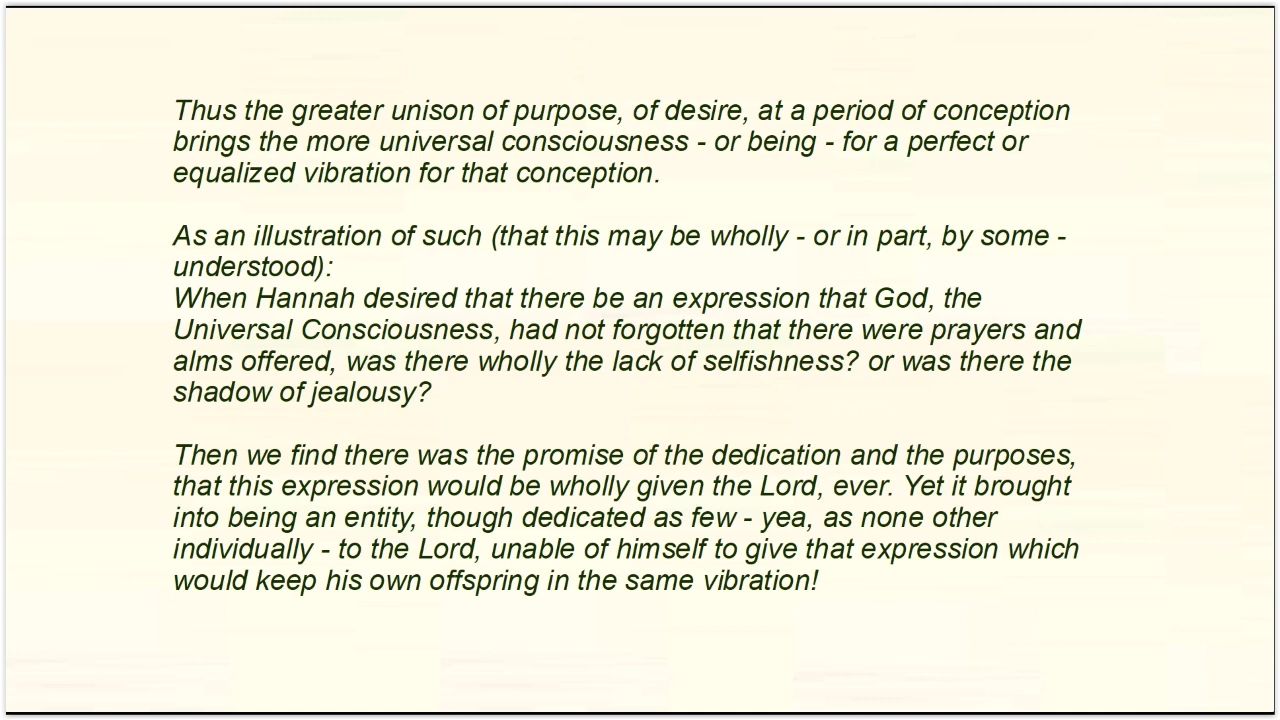 Thus the greater unison of purpose, of desire, at a period of conception
brings the more universal consciousness - or being - for a perfect or
equalized vibration for that conception.
As an illustration of such (that this may be wholly - or in part, by some -
understood):
When Hannah desired that there be an expression that God, the
Universal Consciousness, had not forgotten that there were prayers and
alms offered, was there wholly the lack of selfishness? or was there the
shadow of jealousy?
Then we find there was the promise of the dedication and the purposes,
that this expression would be wholly given the Lord, ever. Yet it brought
into being an entity, though dedicated as few - yea, as none other
individually - to the Lord, unable of himself to give that expression which
would keep his own offspring in the same vibration!